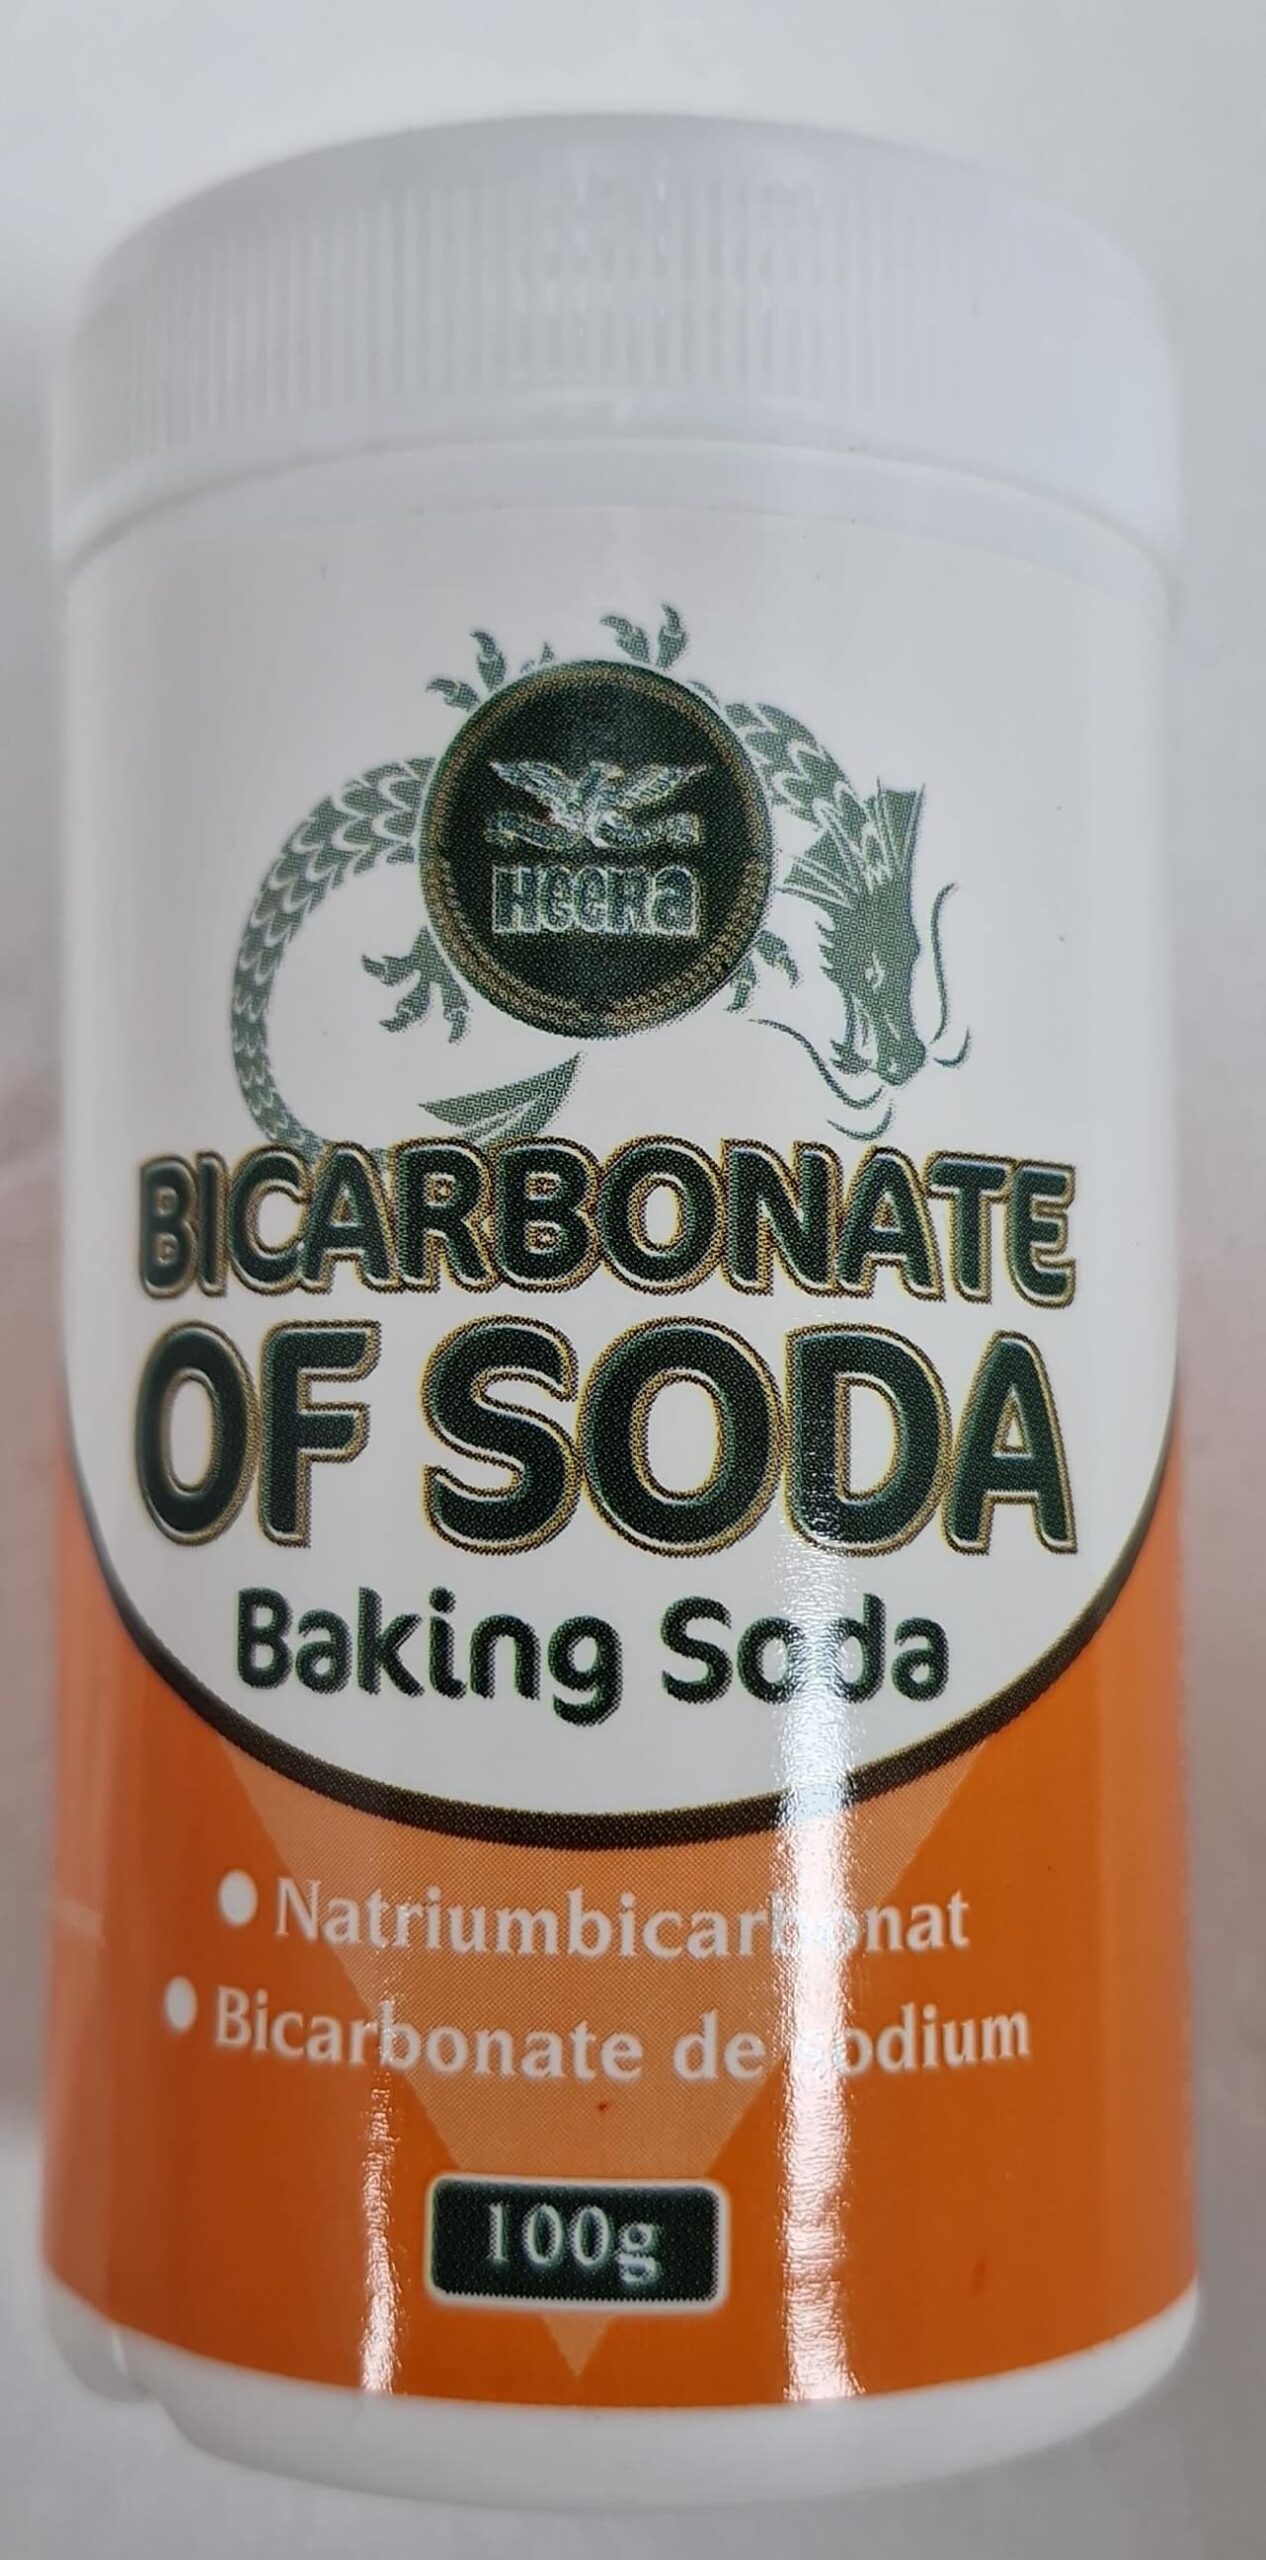 Heera
BICARBONATE
OF SODA
Baking Soda
• Natriumbicarbonat
• Bicarbonate de sodium
100g